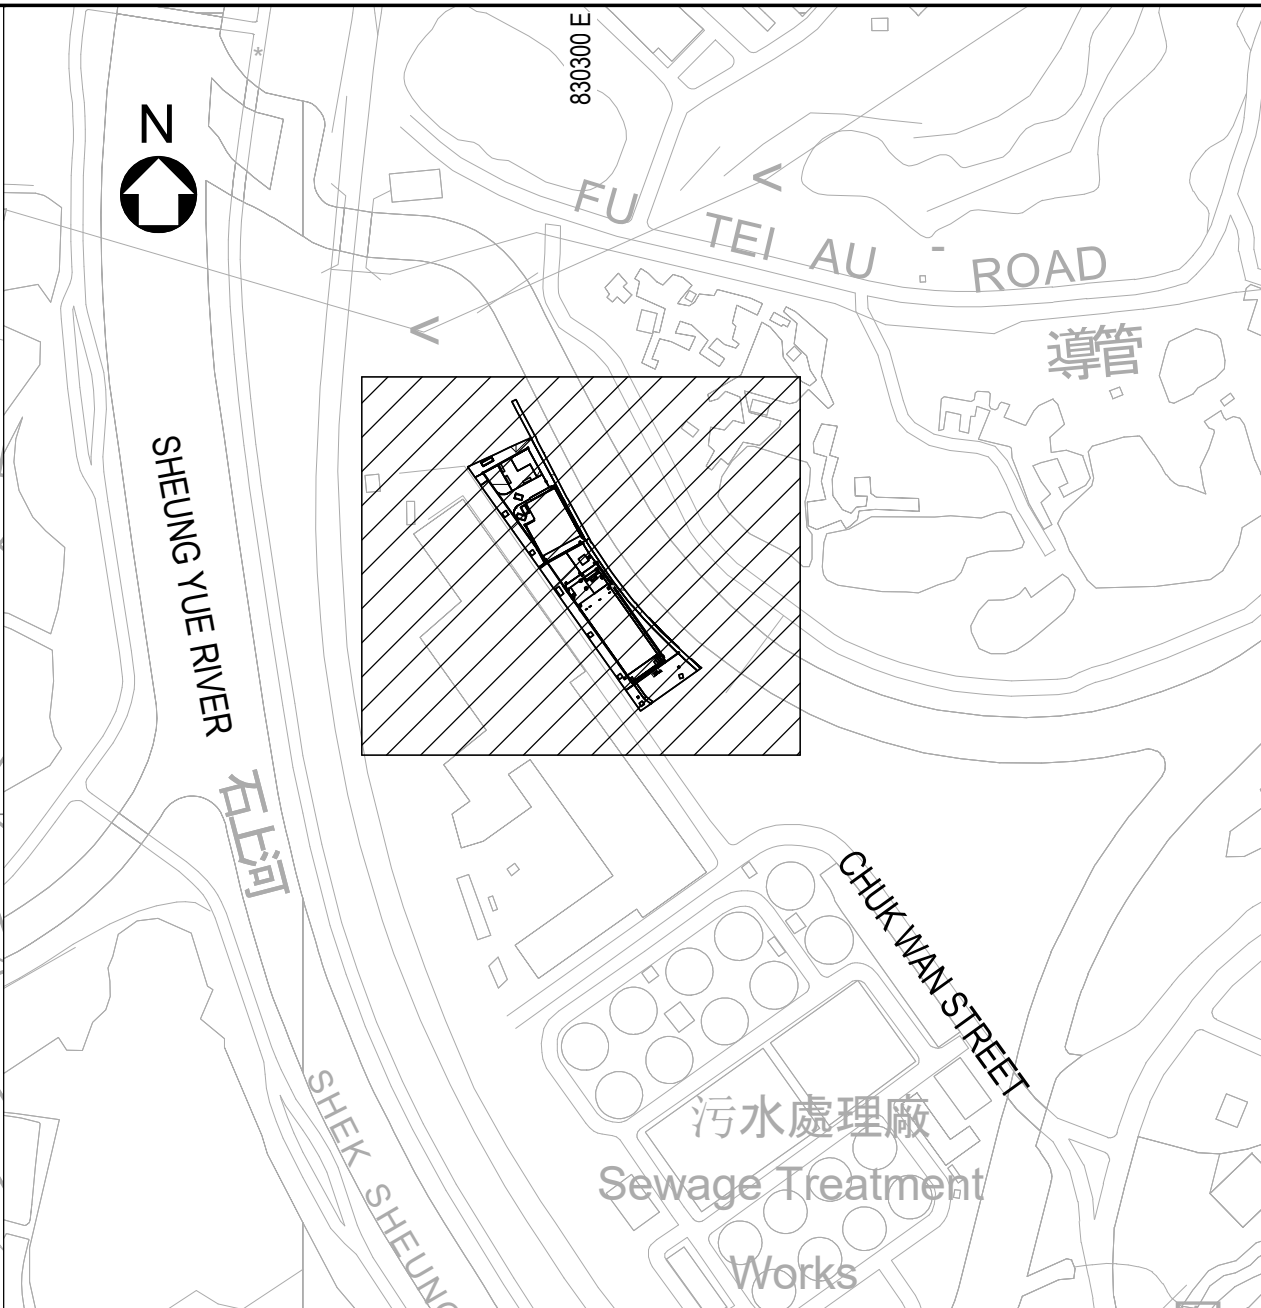 830300 E
N
FU TEI AU ROAD
導管
SHEUNG YUE RIVER
石上河
CHUK WAN STREET
SHEK SHEUNG
污水處理廠
Sewage Treatment
Works